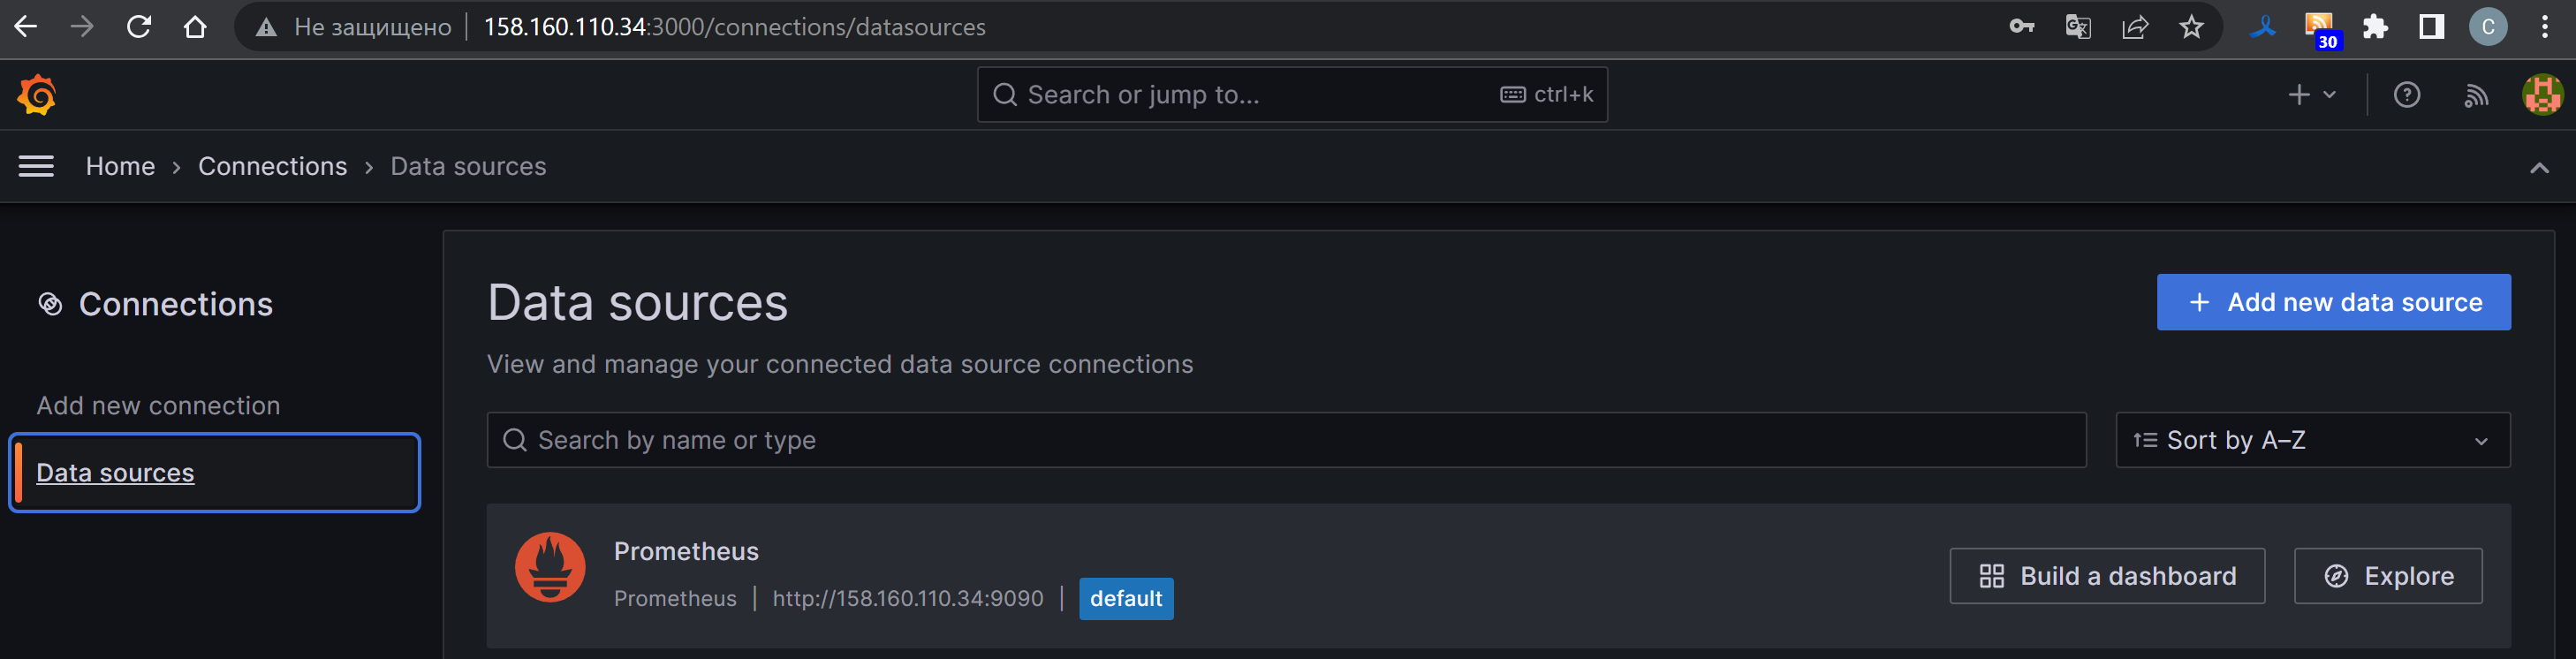 Не защищено 158.160.110.34:3000/connections/datasources 30 C
Search or jump to... ctrl+k
Home › Connections › Data sources
Connections
Add new connection
Data sources
Data sources
Add new data source
View and manage your connected data source connections
Search by name or type
Sort by A–Z
Prometheus
Prometheus | http://158.160.110.34:9090 | default
Build a dashboard
Explore